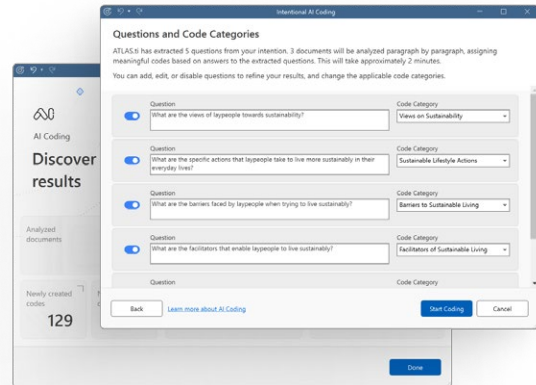 Intentional AI Coding
Questions and Code Categories
ATLAS.ti has extracted 5 questions from your intention. 3 documents will be analyzed paragraph by paragraph, assigning
meaningful codes based on answers to the extracted questions. This will take approximately 2 minutes.
You can add, edit, or disable questions to refine your results, and change the applicable code categories.
Question
Code Category
What are the views of laypeople towards sustainability?
Views on Sustainability
Question
Code Category
What are the specific actions that laypeople take to live more sustainably in their
everyday lives?
Sustainable Lifestyle Actions
Question
Code Category
What are the barriers faced by laypeople when trying to live sustainably?
Barriers to Sustainable Living
Question
Code Category
What are the facilitators that enable laypeople to live sustainably?
Facilitators of Sustainable Living
Question
Code Category
Back
Learn more about AI Coding
Start Coding
Cancel
AI Coding
Discover
results
Analyzed
documents
Newly created
codes
129
Done